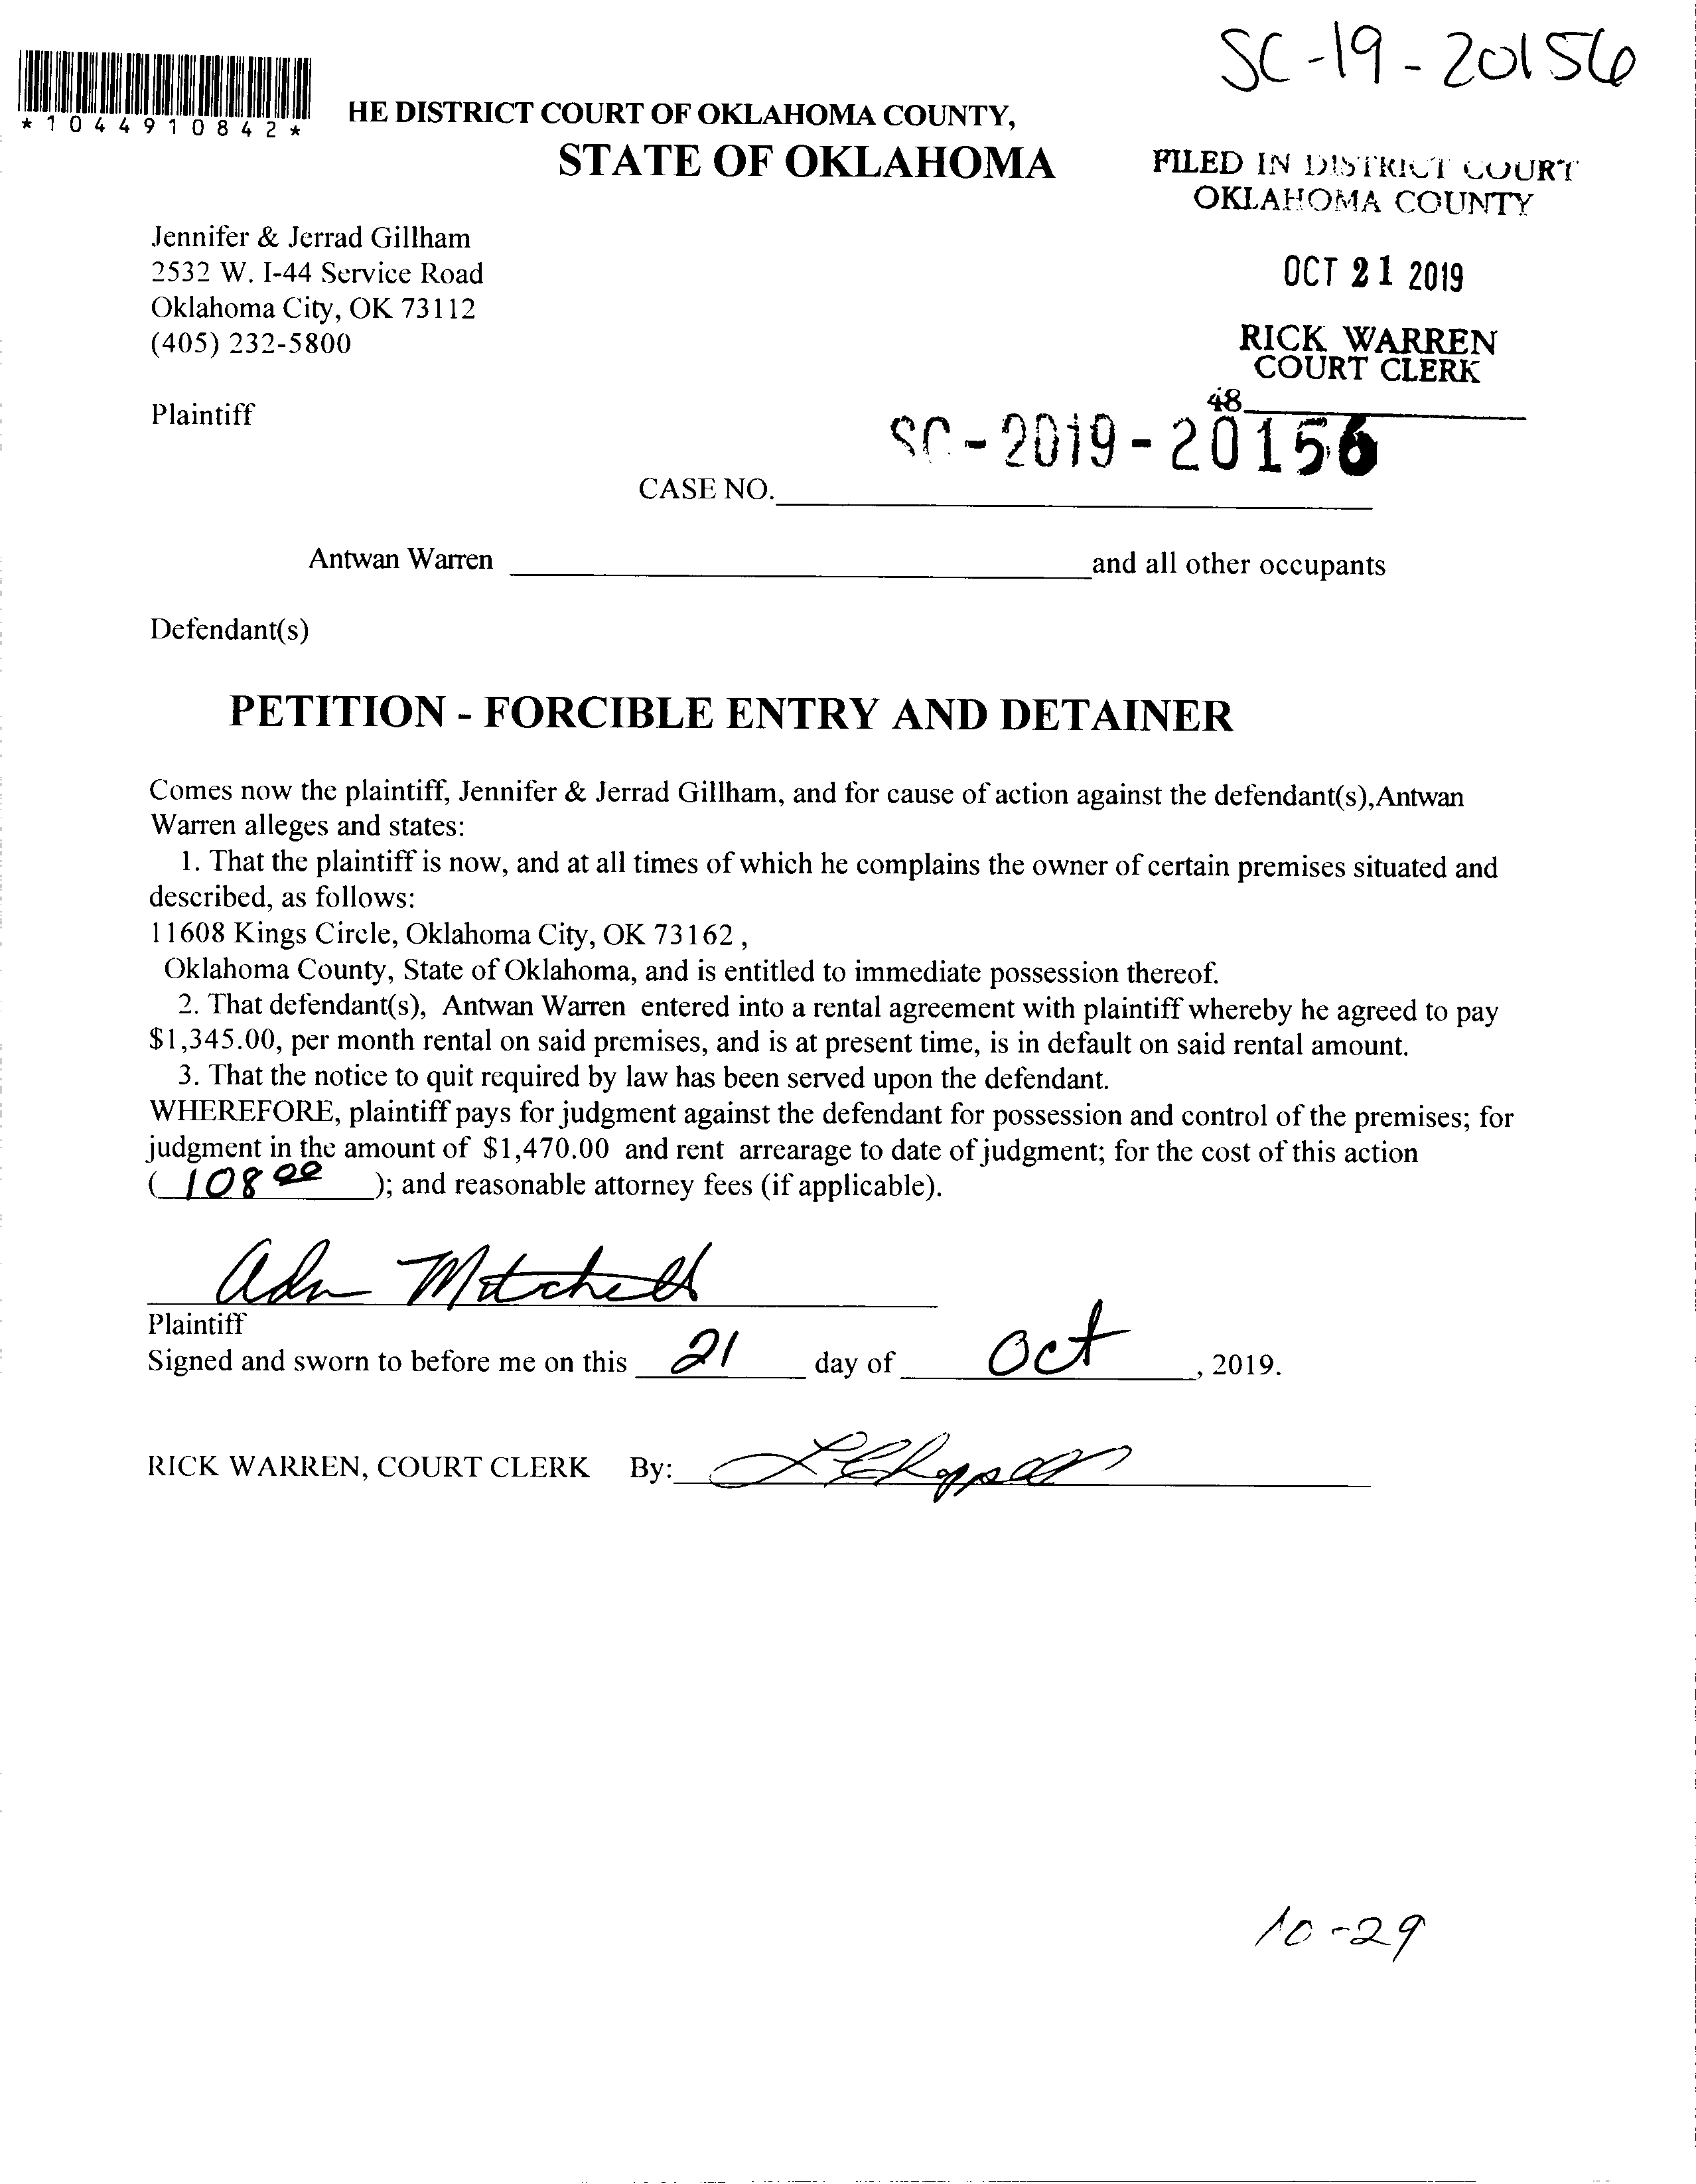 SC-19-20156
*1044910842*
HE DISTRICT COURT OF OKLAHOMA COUNTY,
STATE OF OKLAHOMA
FILED IN DISTRICT COURT
OKLAHOMA COUNTY
Jennifer & Jerrad Gillham
2532 W. I-44 Service Road
Oklahoma City, OK 73112
(405) 232-5800
OCT 21 2019
RICK WARREN
COURT CLERK
48
Plaintiff
SC-2019-20156
CASE NO.
Antwan Warren and all other occupants
Defendant(s)
PETITION - FORCIBLE ENTRY AND DETAINER
Comes now the plaintiff, Jennifer & Jerrad Gillham, and for cause of action against the defendant(s),Antwan
Warren alleges and states:
1. That the plaintiff is now, and at all times of which he complains the owner of certain premises situated and
described, as follows:
11608 Kings Circle, Oklahoma City, OK 73162 ,
Oklahoma County, State of Oklahoma, and is entitled to immediate possession thereof.
2. That defendant(s), Antwan Warren entered into a rental agreement with plaintiff whereby he agreed to pay
$1,345.00, per month rental on said premises, and is at present time, is in default on said rental amount.
3. That the notice to quit required by law has been served upon the defendant.
WHEREFORE, plaintiff pays for judgment against the defendant for possession and control of the premises; for
judgment in the amount of $1,470.00 and rent arrearage to date of judgment; for the cost of this action
( 108 00 ); and reasonable attorney fees (if applicable).
Mitchell
Plaintiff
Signed and sworn to before me on this 21 day of Oct , 2019.
RICK WARREN, COURT CLERK By:
10-29